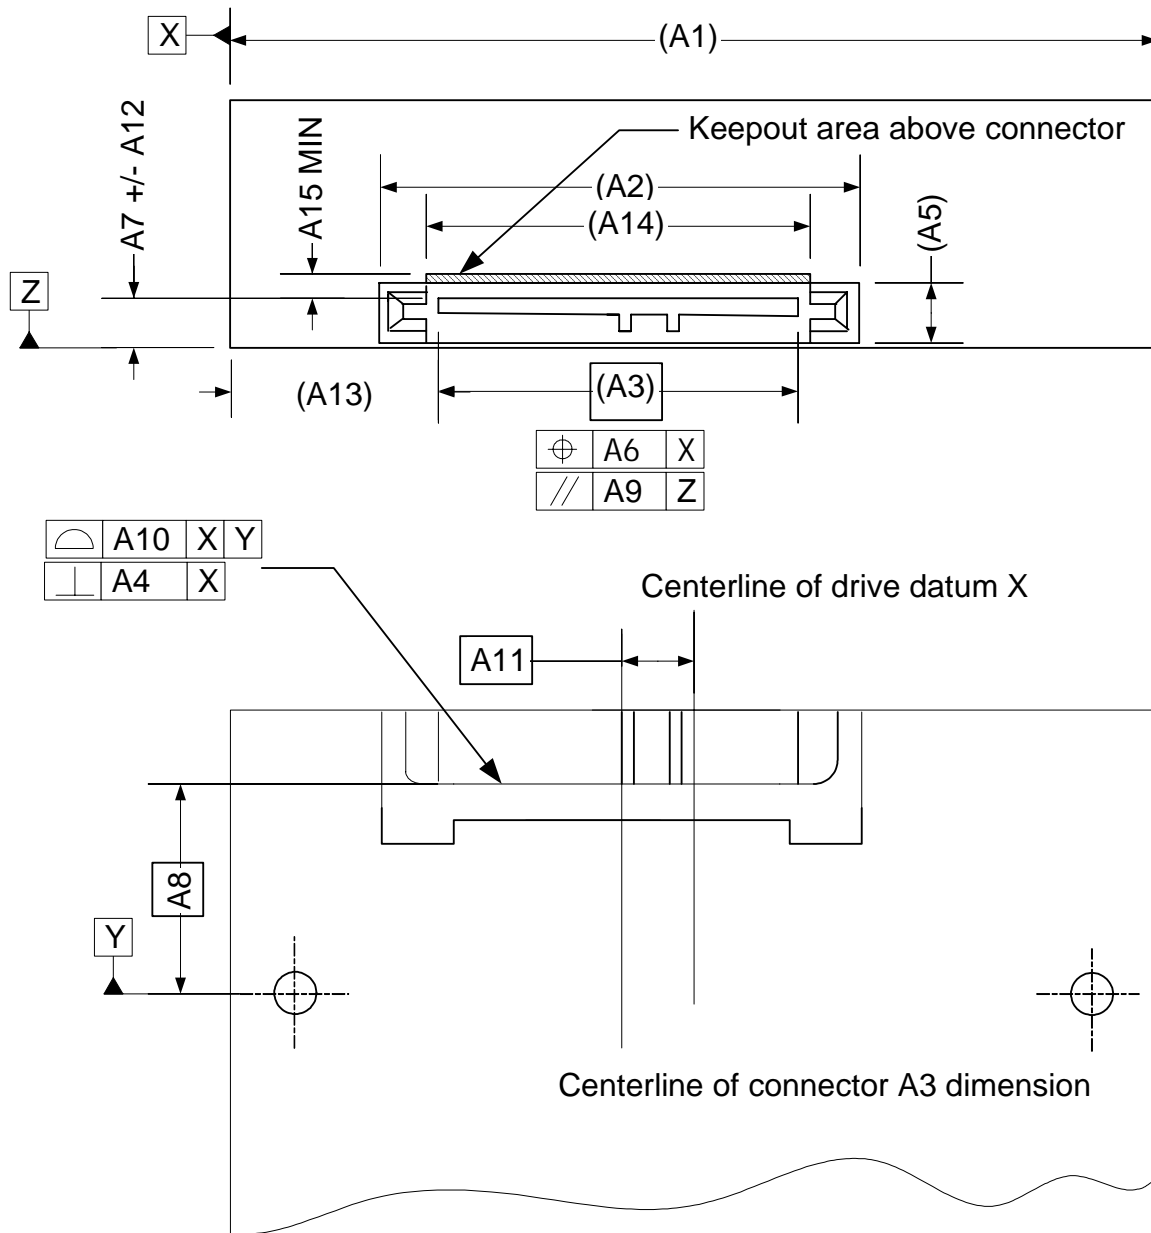 X
(A1)
A7 +/- A12
A15 MIN
Keepout area above connector
(A2)
(A14)
(A5)
Z
(A13)
(A3)
A6 X
A9 Z
A10 X Y
A4 X
Centerline of drive datum X
A11
A8
Y
Centerline of connector A3 dimension